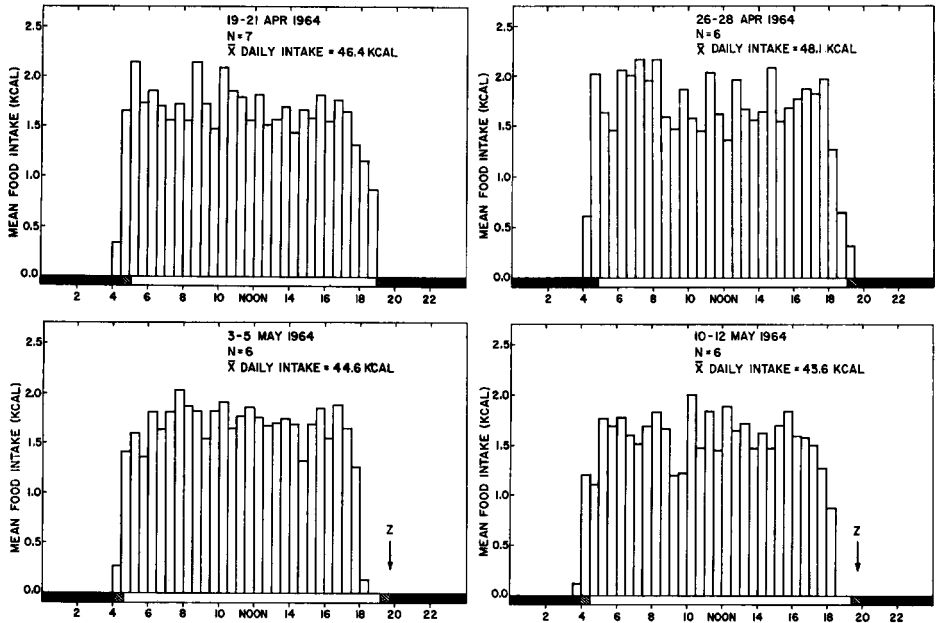 19-21 APR 1964
N=7
X̄ DAILY INTAKE = 46.4 KCAL
MEAN FOOD INTAKE (KCAL)
2.5
2.0
1.5
1.0
0.5
0.0
2 4 6 8 10 NOON 14 16 18 20 22
26-28 APR 1964
N=6
X̄ DAILY INTAKE = 48.1 KCAL
MEAN FOOD INTAKE (KCAL)
2.5
2.0
1.5
1.0
0.5
0.0
2 4 6 8 10 NOON 14 16 18 20 22
3-5 MAY 1964
N=6
X̄ DAILY INTAKE = 44.6 KCAL
MEAN FOOD INTAKE (KCAL)
2.5
2.0
1.5
1.0
0.5
0.0
Z
2 4 6 8 10 NOON 14 16 18 20 22
10-12 MAY 1964
N=6
X̄ DAILY INTAKE = 43.6 KCAL
MEAN FOOD INTAKE (KCAL)
2.5
2.0
1.5
1.0
0.5
0.0
Z
2 4 6 8 10 NOON 14 16 18 20 22